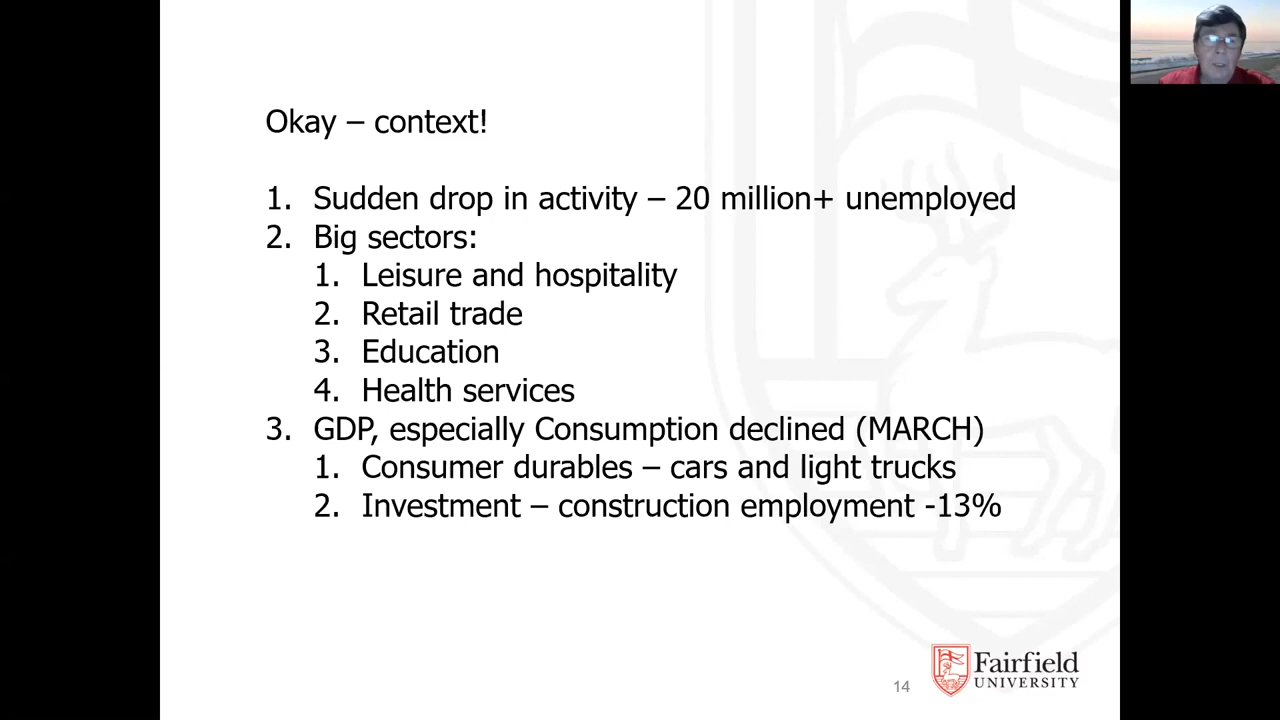 Okay – context!
1. Sudden drop in activity – 20 million+ unemployed
2. Big sectors:
1. Leisure and hospitality
2. Retail trade
3. Education
4. Health services
3. GDP, especially Consumption declined (MARCH)
1. Consumer durables – cars and light trucks
2. Investment – construction employment -13%
14
Fairfield
UNIVERSITY